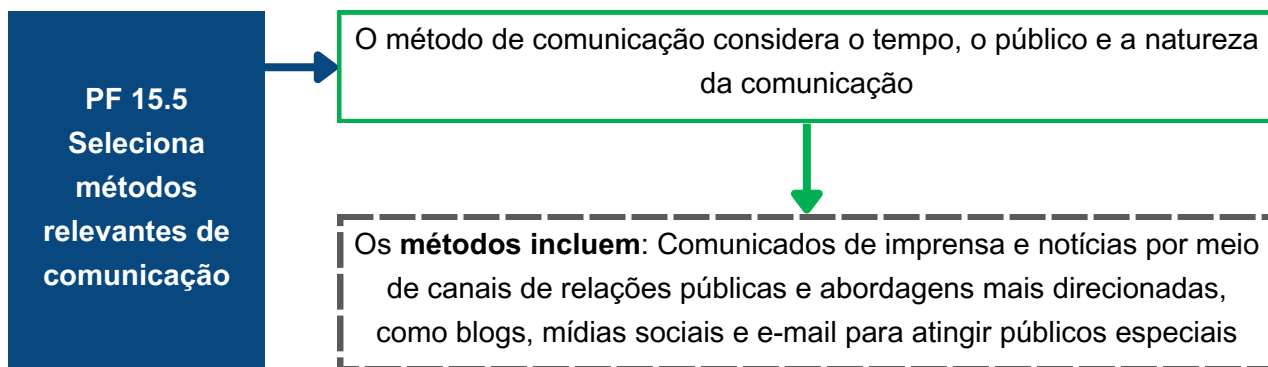 PF 15.5
Seleciona
métodos
relevantes de
comunicação
O método de comunicação considera o tempo, o público e a natureza
da comunicação
Os métodos incluem: Comunicados de imprensa e notícias por meio
de canais de relações públicas e abordagens mais direcionadas,
como blogs, mídias sociais e e-mail para atingir públicos especiais